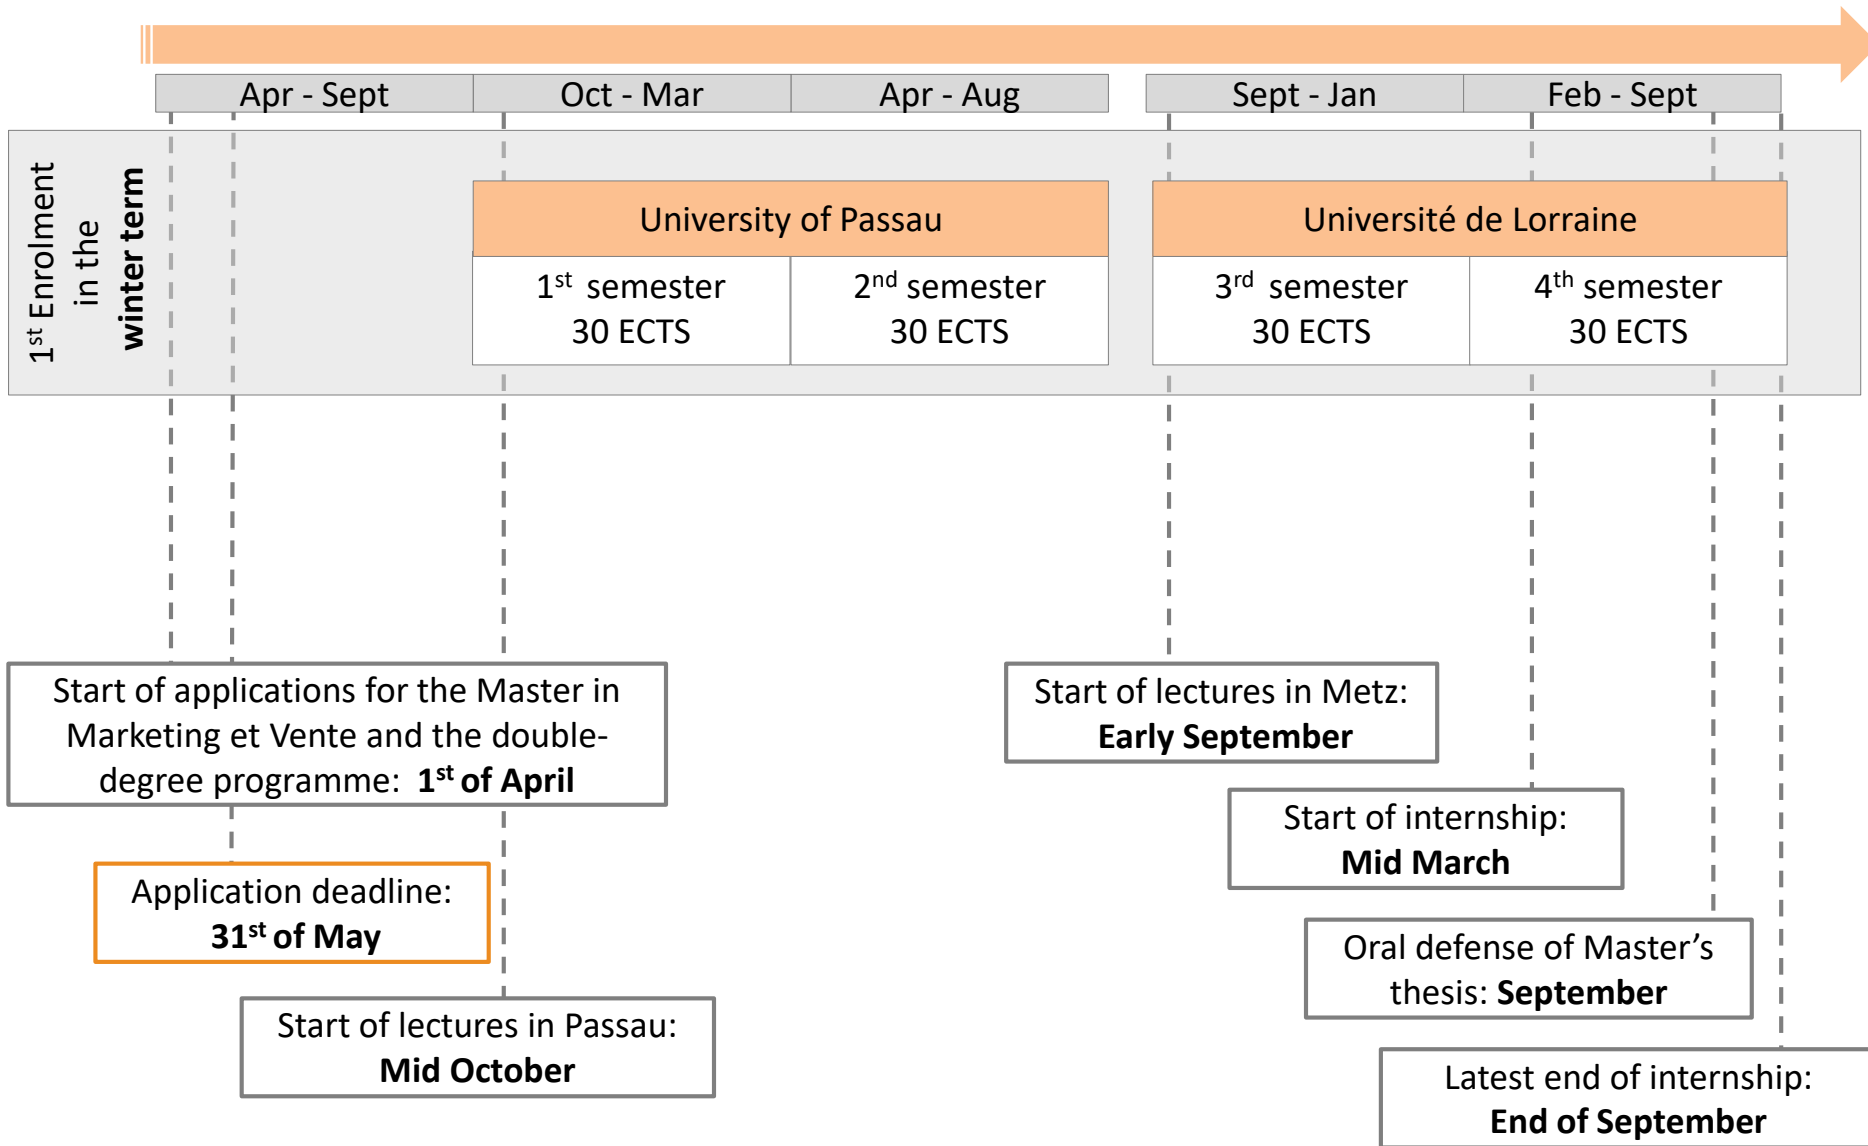 Apr - Sept
Oct - Mar
Apr - Aug
Sept - Jan
Feb - Sept
1st Enrolment
in the
winter term
University of Passau
Université de Lorraine
1st semester
30 ECTS
2nd semester
30 ECTS
3rd semester
30 ECTS
4th semester
30 ECTS
Start of applications for the Master in
Marketing et Vente and the double-
degree programme: 1st of April
Start of lectures in Metz:
Early September
Start of internship:
Mid March
Application deadline:
31st of May
Oral defense of Master’s
thesis: September
Start of lectures in Passau:
Mid October
Latest end of internship:
End of September